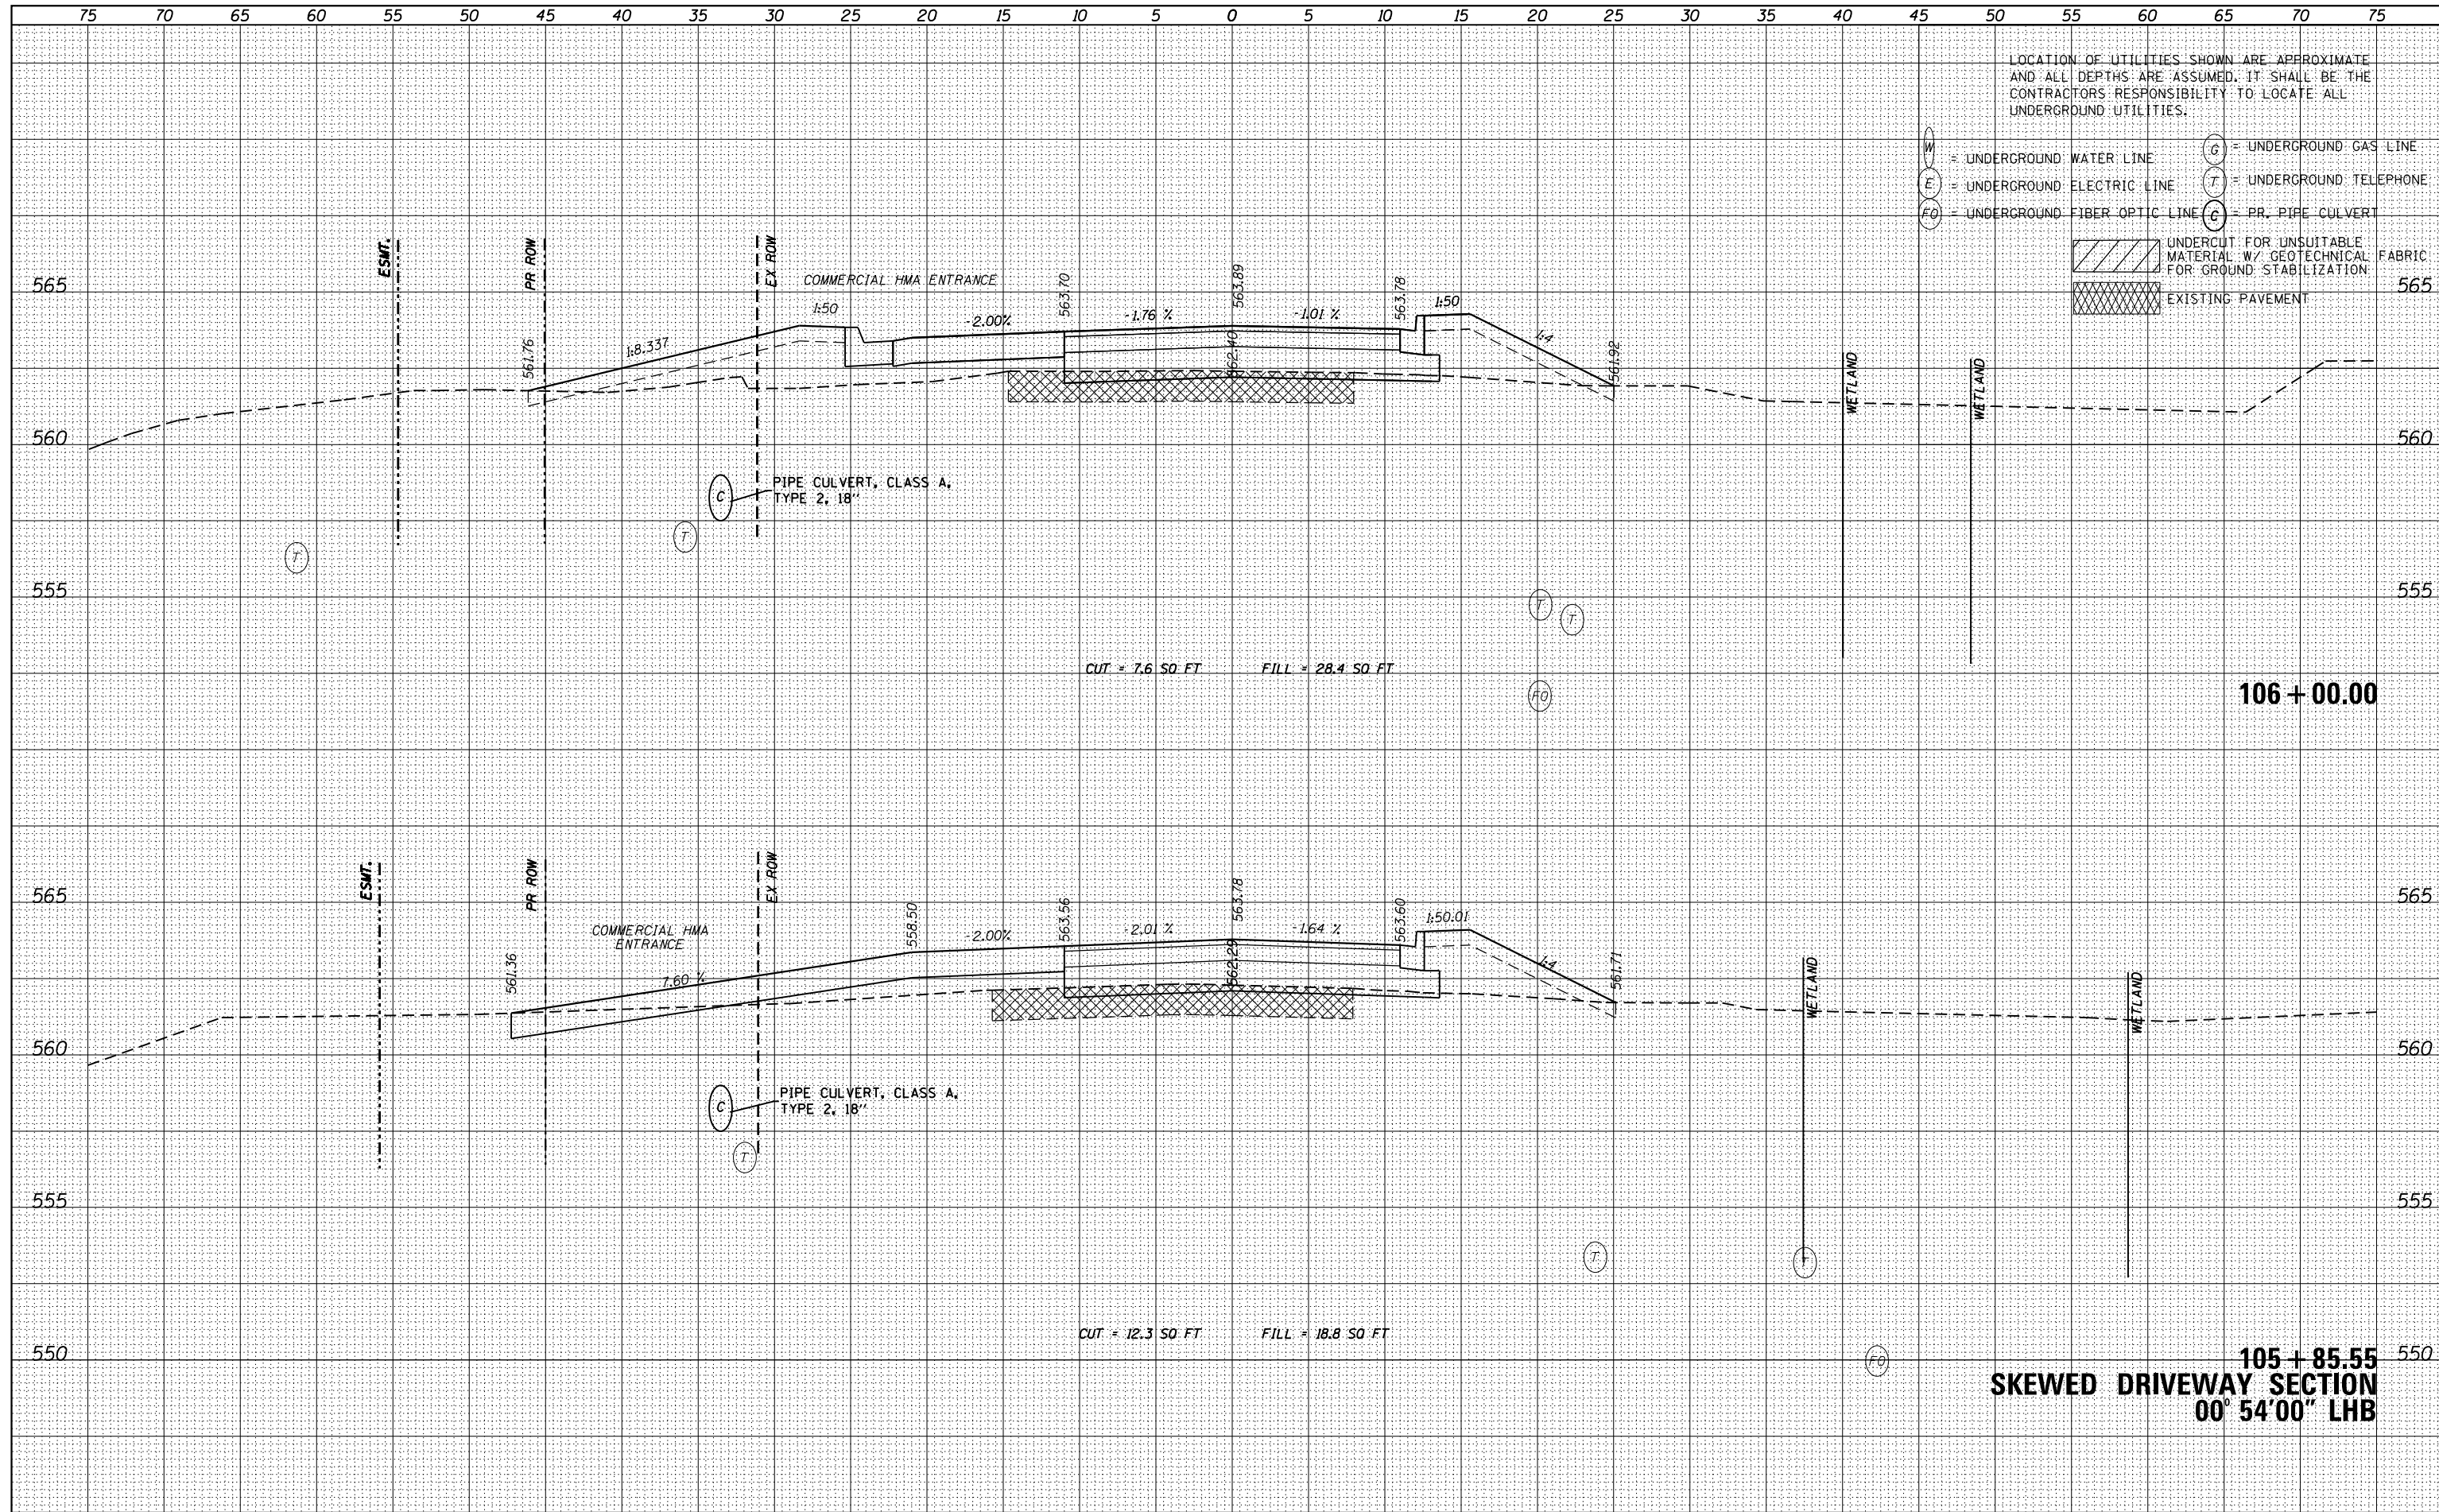 75 70 65 60 55 50 45 40 35 30 25 20 15 10 5 0 5 10 15 20 25 30 35 40 45 50 55 60 65 70 75
LOCATION OF UTILITIES SHOWN ARE APPROXIMATE
AND ALL DEPTHS ARE ASSUMED. IT SHALL BE THE
CONTRACTORS RESPONSIBILITY TO LOCATE ALL
UNDERGROUND UTILITIES.
W = UNDERGROUND WATER LINE
G = UNDERGROUND GAS LINE
E = UNDERGROUND ELECTRIC LINE
T = UNDERGROUND TELEPHONE
FO = UNDERGROUND FIBER OPTIC LINE
C = PR. PIPE CULVERT
UNDERCUT FOR UNSUITABLE
MATERIAL W/ GEOTECHNICAL FABRIC
FOR GROUND STABILIZATION
EXISTING PAVEMENT
ESMT.
PR ROW
EX ROW
COMMERCIAL HMA ENTRANCE
565
565
561.76
1:8.337
1:50
-2.00%
563.70
-1.76 %
563.89
562.40
-1.01 %
563.78
1:50
1:4
561.92
WETLAND
WETLAND
560
560
C
PIPE CULVERT, CLASS A,
TYPE 2, 18"
T
T
555
555
T
T
CUT = 7.6 SQ FT
FILL = 28.4 SQ FT
FO
106 + 00.00
ESMT.
PR ROW
EX ROW
565
565
COMMERCIAL HMA
ENTRANCE
561.36
7.60 %
558.50
-2.00%
563.56
-2.01 %
563.78
562.29
-1.64 %
563.60
1:50.01
1:4
561.71
WETLAND
WETLAND
560
560
C
PIPE CULVERT, CLASS A,
TYPE 2, 18"
T
555
555
T
T
CUT = 12.3 SQ FT
FILL = 18.8 SQ FT
550
550
FO
105 + 85.55
SKEWED DRIVEWAY SECTION
00° 54'00" LHB